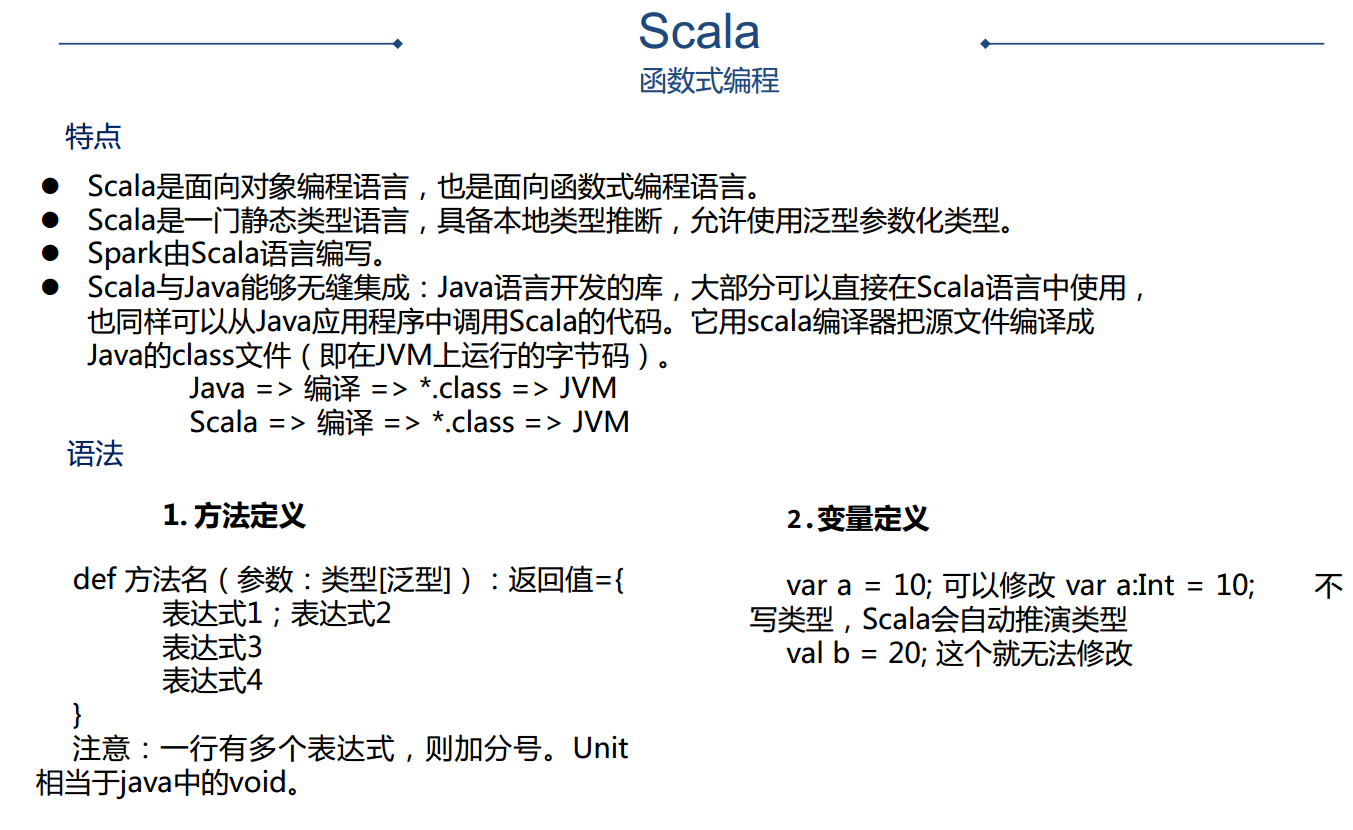 Scala
函数式编程
特点
● Scala是面向对象编程语言，也是面向函数式编程语言。
● Scala是一门静态类型语言，具备本地类型推断，允许使用泛型参数化类型。
● Spark由Scala语言编写。
● Scala与Java能够无缝集成：Java语言开发的库，大部分可以直接在Scala语言中使用，
也同样可以从Java应用程序中调用Scala的代码。它用scala编译器把源文件编译成
Java的class文件（即在JVM上运行的字节码）。
Java => 编译 => *.class => JVM
Scala => 编译 => *.class => JVM
语法
1. 方法定义
def 方法名（参数：类型[泛型]）：返回值={
表达式1；表达式2
表达式3
表达式4
}
注意：一行有多个表达式，则加分号。Unit
相当于java中的void。
2.变量定义
var a = 10; 可以修改 var a:Int = 10; 不
写类型，Scala会自动推演类型
val b = 20; 这个就无法修改